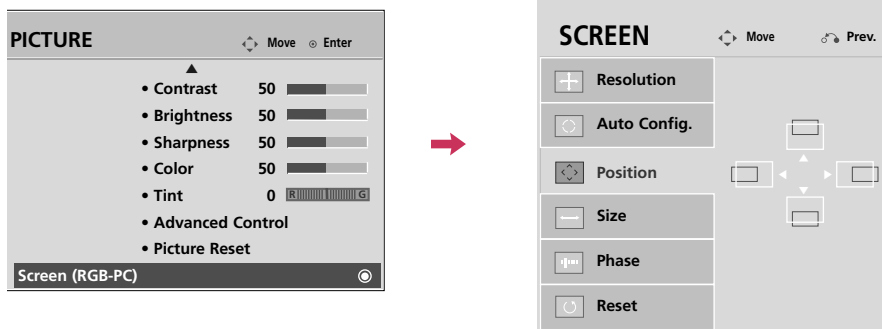 PICTURE Move Enter
• Contrast 50
• Brightness 50
• Sharpness 50
• Color 50
• Tint 0 R G
• Advanced Control
• Picture Reset
Screen (RGB-PC)
SCREEN Move Prev.
Resolution
Auto Config.
Position
Size
Phase
Reset